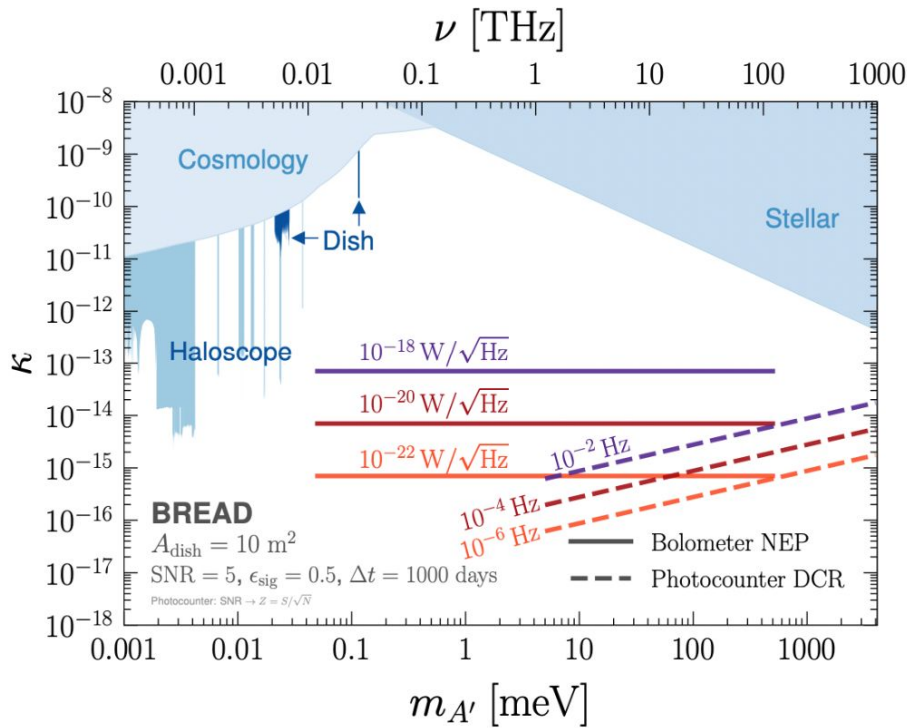 ν [THz]
0.001 0.01 0.1 1 10 100 1000
10⁻⁸
10⁻⁹
10⁻¹⁰
10⁻¹¹
10⁻¹²
10⁻¹³
10⁻¹⁴
10⁻¹⁵
10⁻¹⁶
10⁻¹⁷
10⁻¹⁸
κ
Cosmology
Stellar
Dish
Haloscope
10⁻¹⁸ W/√Hz
10⁻²⁰ W/√Hz
10⁻²² W/√Hz
10⁻² Hz
10⁻⁴ Hz
10⁻⁶ Hz
BREAD
A_dish = 10 m²
SNR = 5, ϵ_sig = 0.5, Δt = 1000 days
Photocounter: SNR → Z = S/√N
Bolometer NEP
Photocounter DCR
0.001 0.01 0.1 1 10 100 1000
m_A′ [meV]